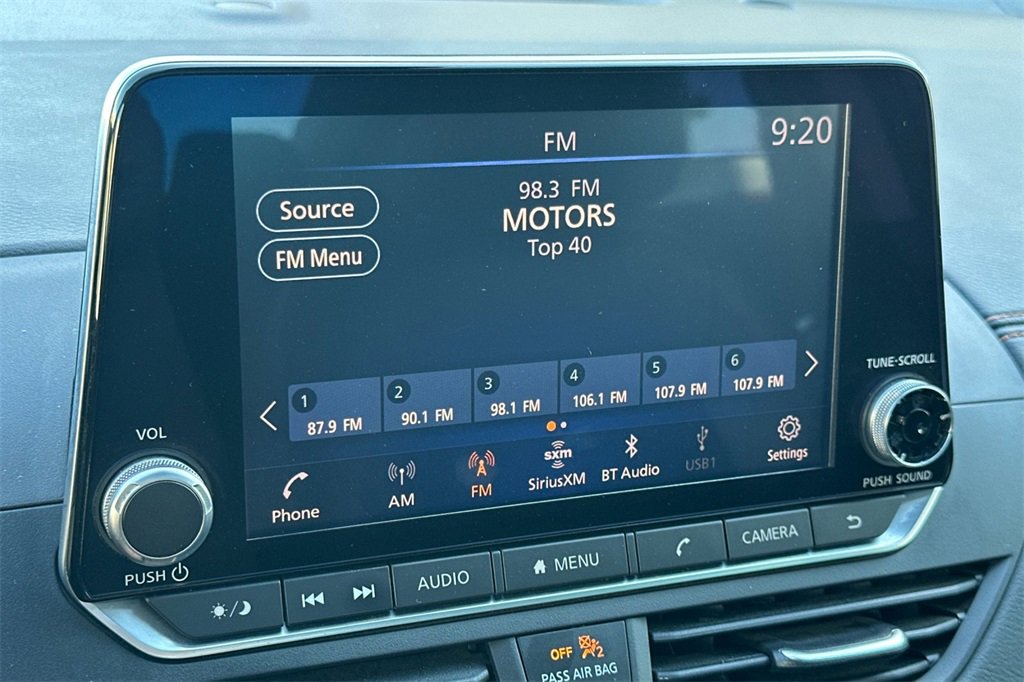 FM
9:20
Source
98.3 FM
MOTORS
FM Menu
Top 40
TUNE-SCROLL
1
87.9 FM
2
90.1 FM
3
98.1 FM
4
106.1 FM
5
107.9 FM
6
107.9 FM
VOL
Phone
AM
FM
sxm
SiriusXM
BT Audio
USB1
Settings
PUSH SOUND
PUSH
AUDIO
MENU
CAMERA
OFF
2
PASS AIR BAG